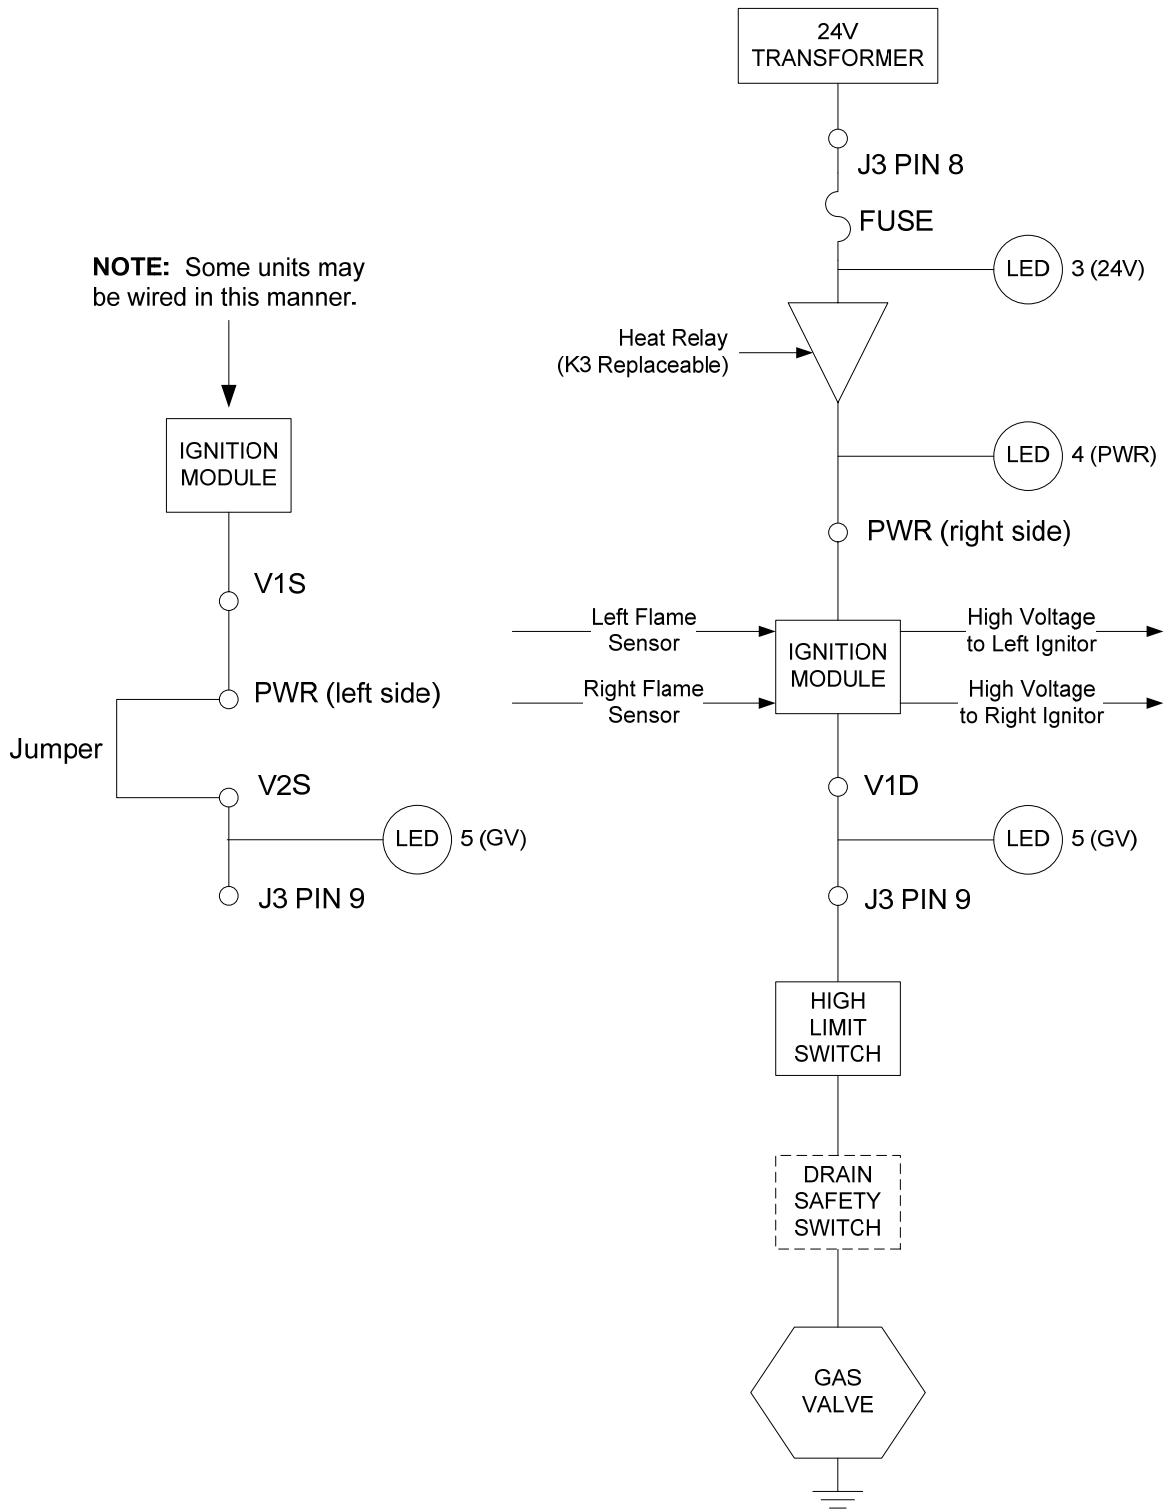 24V
TRANSFORMER
J3 PIN 8
FUSE
LED 3 (24V)
NOTE: Some units may
be wired in this manner.
Heat Relay
(K3 Replaceable)
LED 4 (PWR)
IGNITION
MODULE
PWR (right side)
V1S
Left Flame
Sensor
Right Flame
Sensor
IGNITION
MODULE
High Voltage
to Left Ignitor
High Voltage
to Right Ignitor
PWR (left side)
Jumper
V2S
LED 5 (GV)
J3 PIN 9
V1D
LED 5 (GV)
J3 PIN 9
HIGH
LIMIT
SWITCH
DRAIN
SAFETY
SWITCH
GAS
VALVE